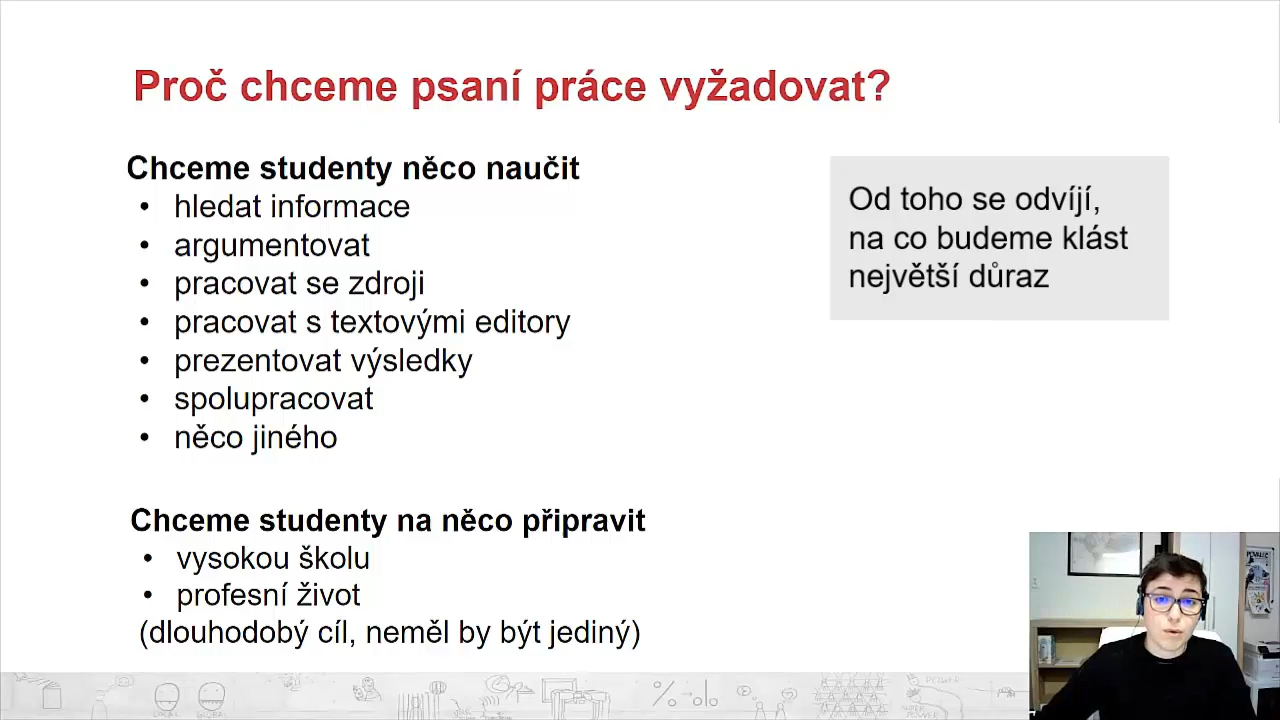 Proč chceme psaní práce vyžadovat?
Chceme studenty něco naučit
• hledat informace
• argumentovat
• pracovat se zdroji
• pracovat s textovými editory
• prezentovat výsledky
• spolupracovat
• něco jiného
Od toho se odvíjí,
na co budeme klást
největší důraz
Chceme studenty na něco připravit
• vysokou školu
• profesní život
(dlouhodobý cíl, neměl by být jediný)